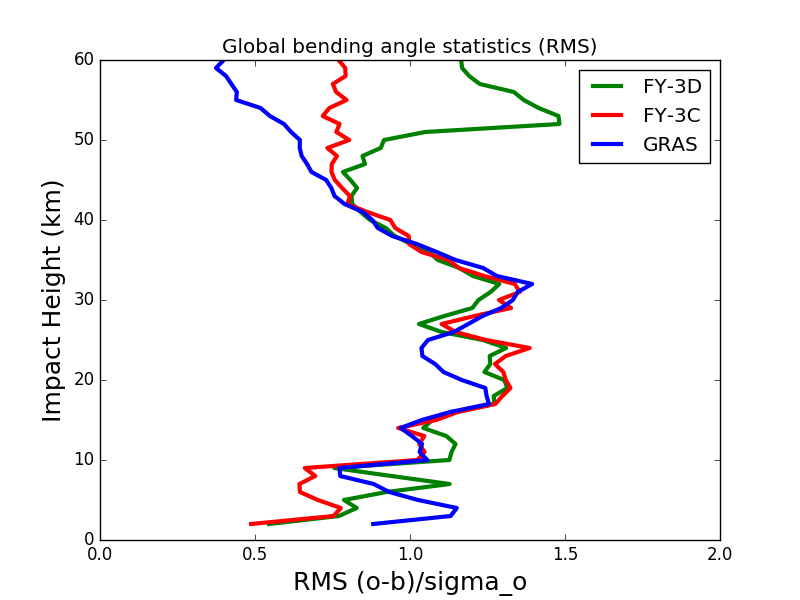 Global bending angle statistics (RMS)
FY-3D
FY-3C
GRAS
60
50
40
30
20
10
0
Impact Height (km)
0.0 0.5 1.0 1.5 2.0
RMS (o-b)/sigma_o